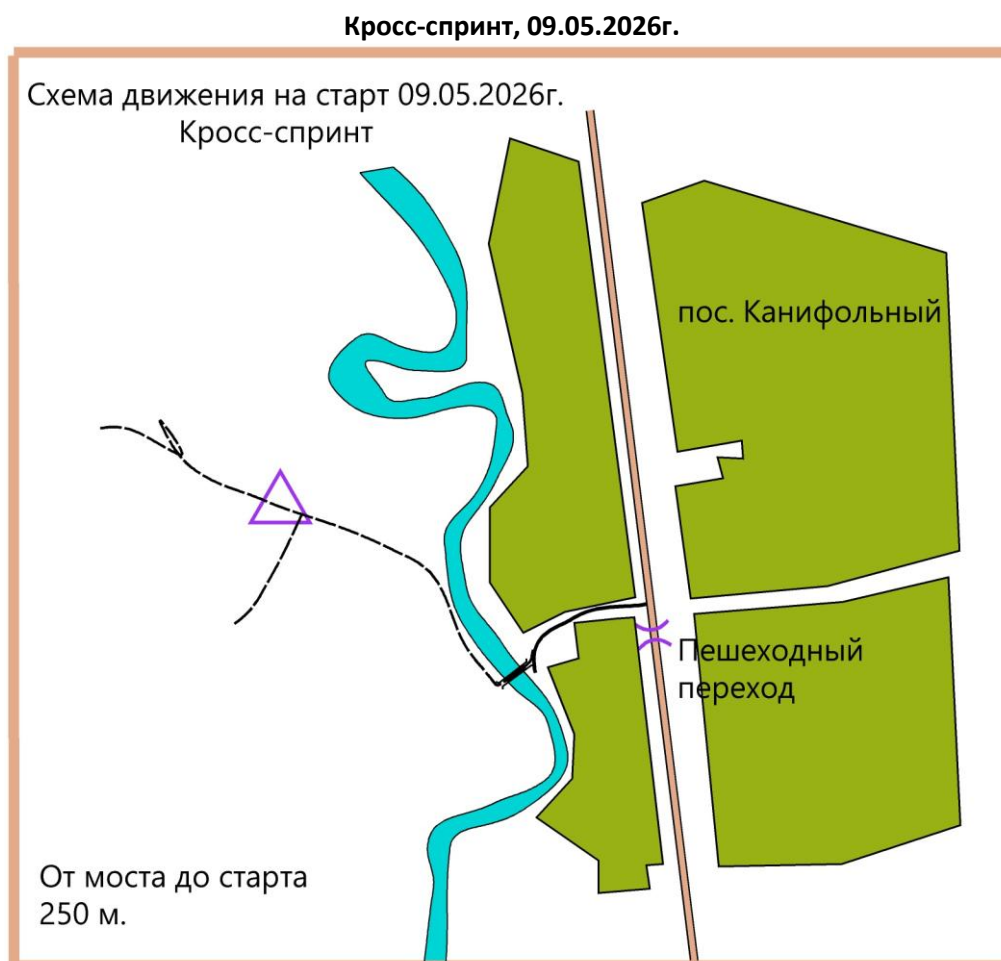 Кросс-спринт, 09.05.2026г.
Схема движения на старт 09.05.2026г.
Кросс-спринт
пос. Канифольный
Пешеходный
переход
От моста до старта
250 м.